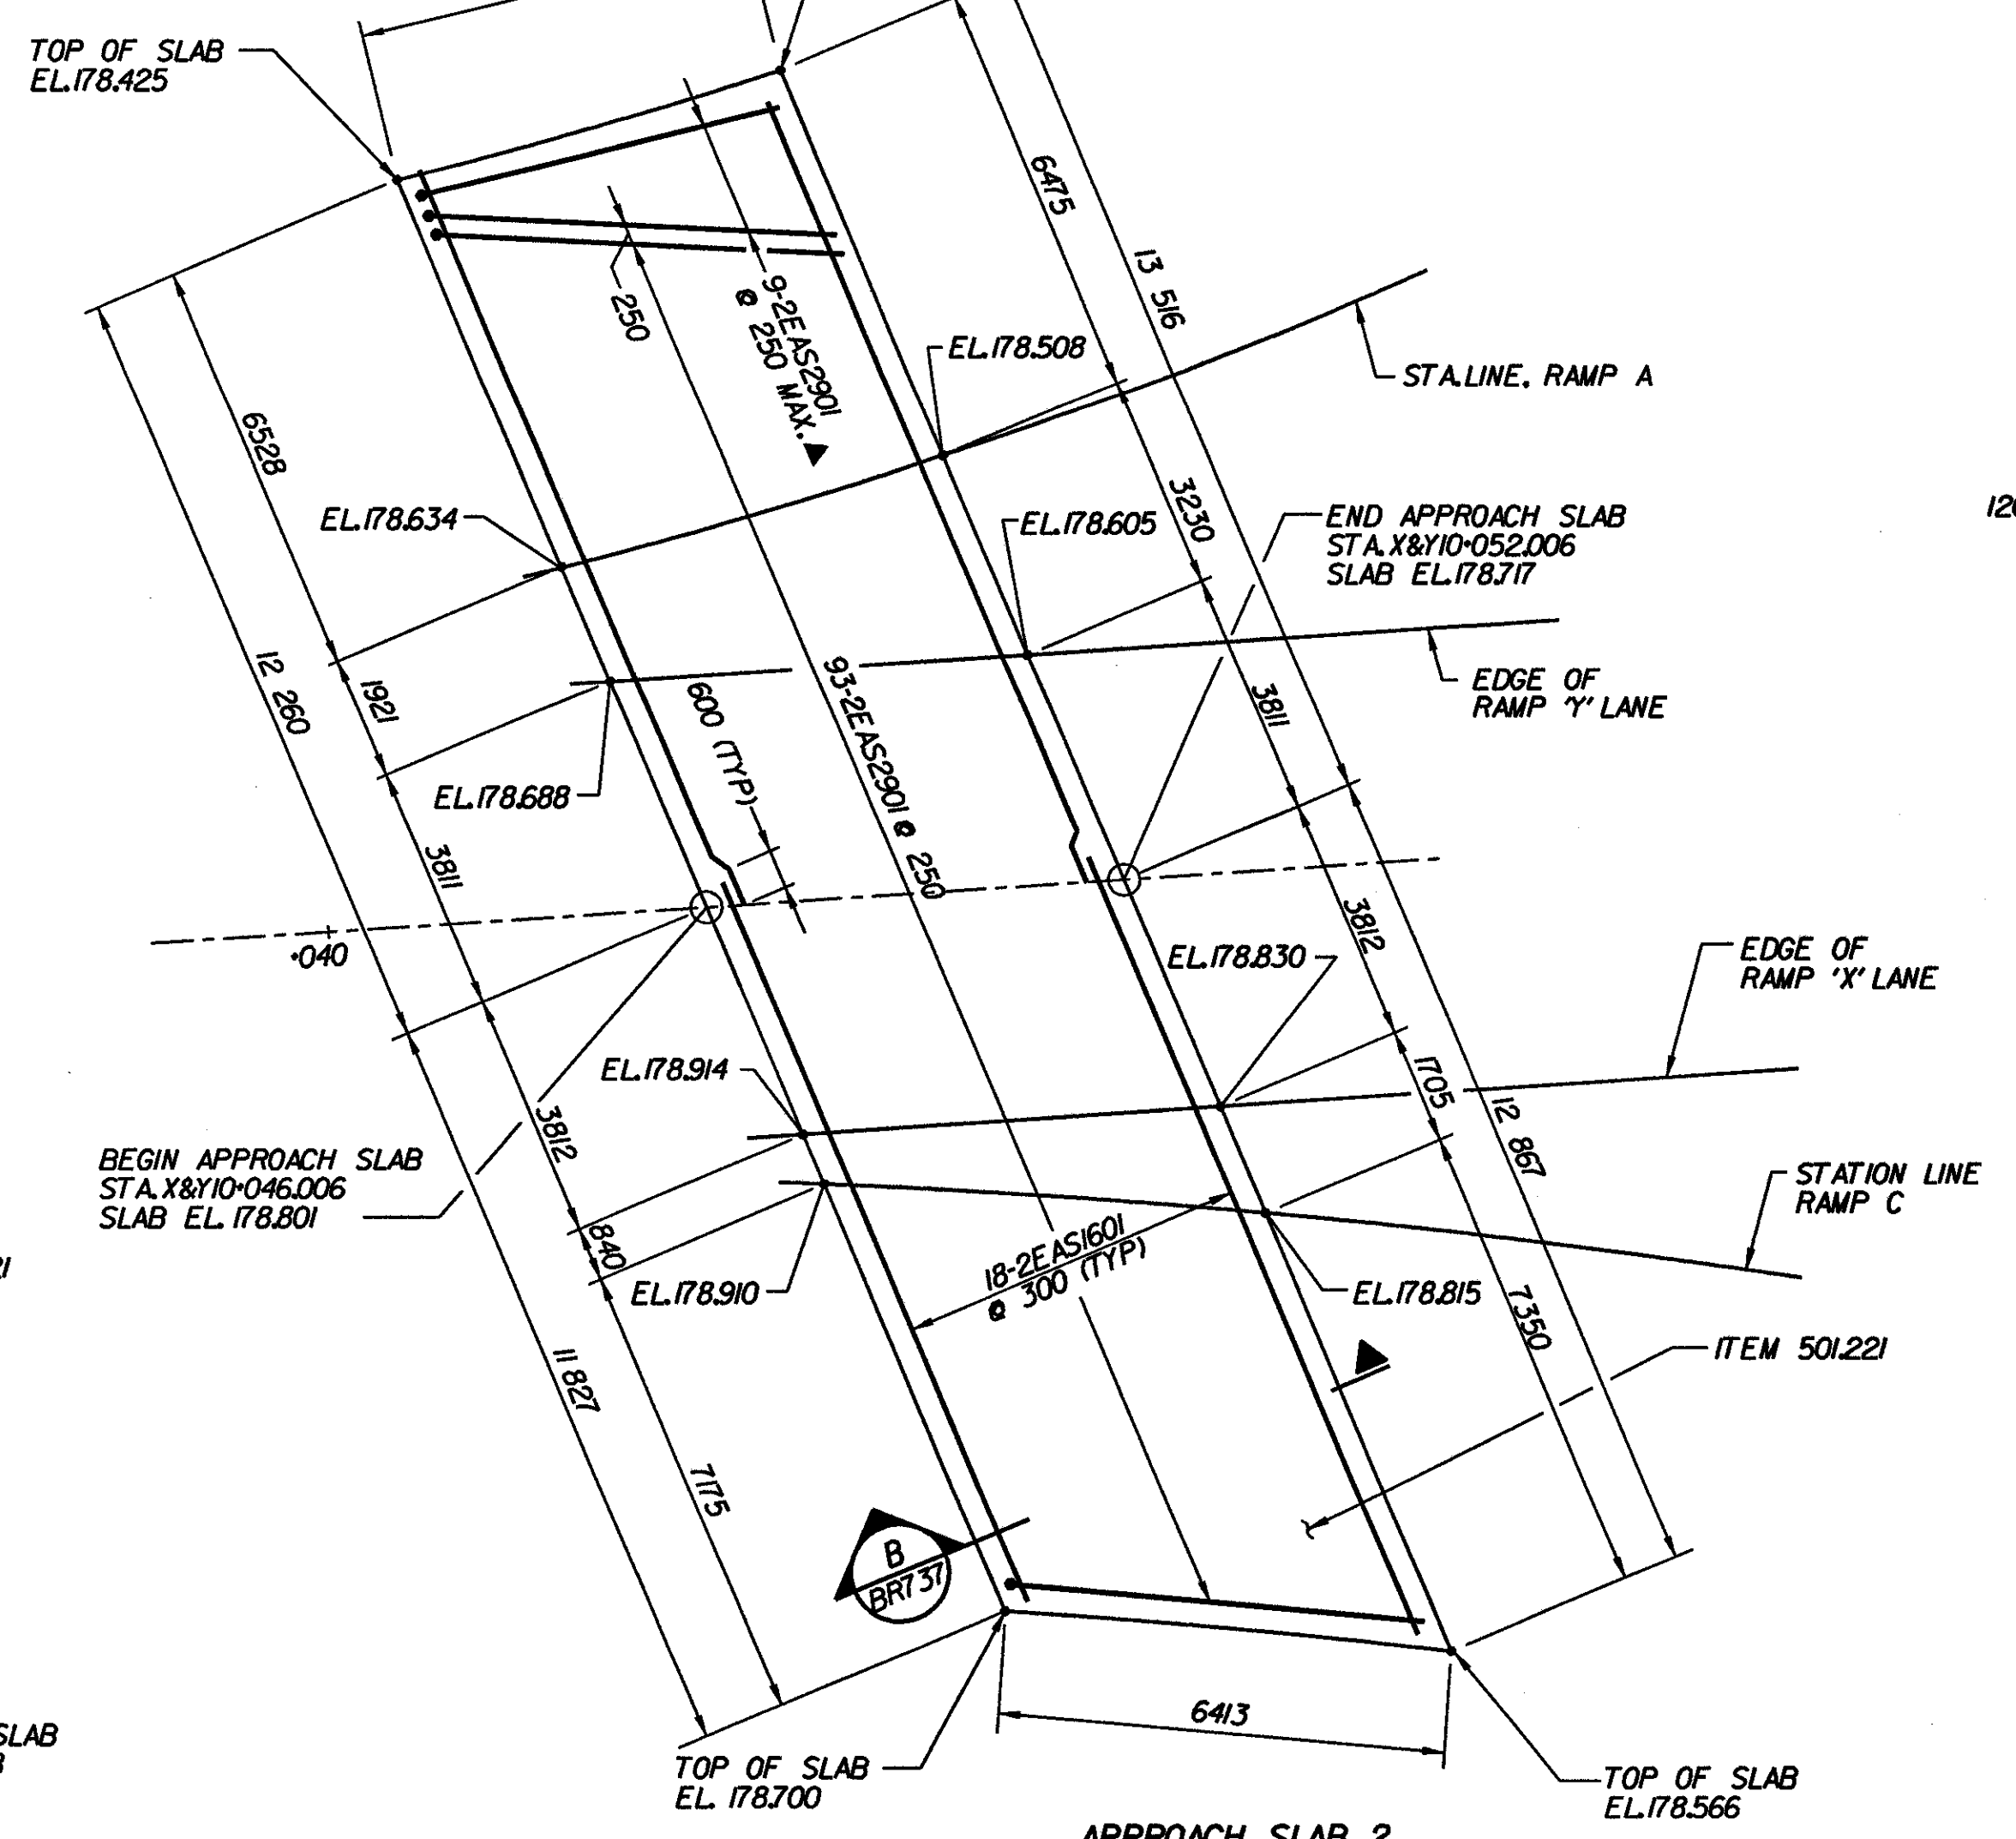 TOP OF SLAB
EL.178.425
6475
13 516
9-2EAS2901
@ 250 MAX.
250
EL.178.508
STA.LINE, RAMP A
6528
EL.178.634
EL.178.605
3230
END APPROACH SLAB
STA.X&Y10+052.006
SLAB EL.178.717
12 260
1921
600 (TYP)
93-2EAS2901 @ 250
3811
EDGE OF
RAMP 'Y' LANE
EL.178.688
3811
+040
3812
EL.178.830
EDGE OF
RAMP 'X' LANE
EL.178.914
1705
12 867
3812
BEGIN APPROACH SLAB
STA.X&Y10+046.006
SLAB EL. 178.801
STATION LINE
RAMP C
840
EL.178.910
18-2EAS1601
@ 300 (TYP)
EL.178.815
7350
ITEM 501.221
11 827
7175
B
BR737
6413
SLAB
TOP OF SLAB
EL. 178.700
TOP OF SLAB
EL.178.566
APPROACH SLAB 2